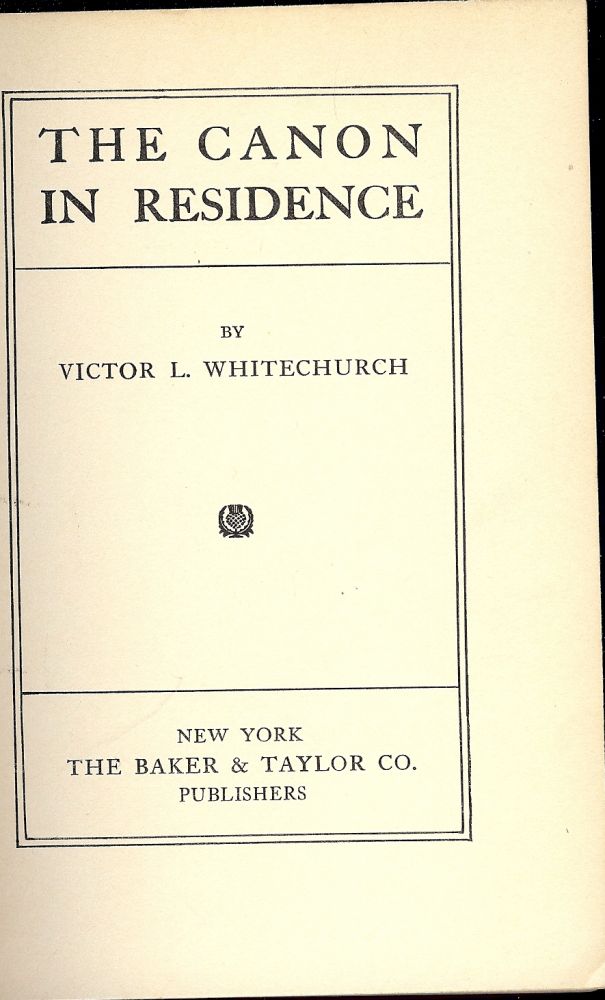 THE CANON
IN RESIDENCE
BY
VICTOR L. WHITECHURCH
NEW YORK
THE BAKER & TAYLOR CO.
PUBLISHERS